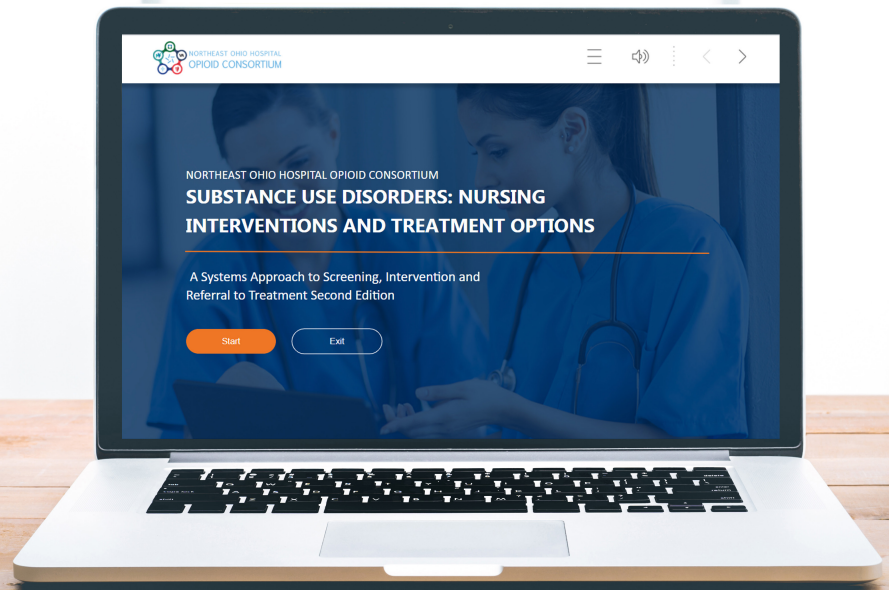 NORTHEAST OHIO HOSPITAL
OPIOID CONSORTIUM
NORTHEAST OHIO HOSPITAL OPIOID CONSORTIUM
SUBSTANCE USE DISORDERS: NURSING
INTERVENTIONS AND TREATMENT OPTIONS
A Systems Approach to Screening, Intervention and
Referral to Treatment Second Edition
Start
Exit